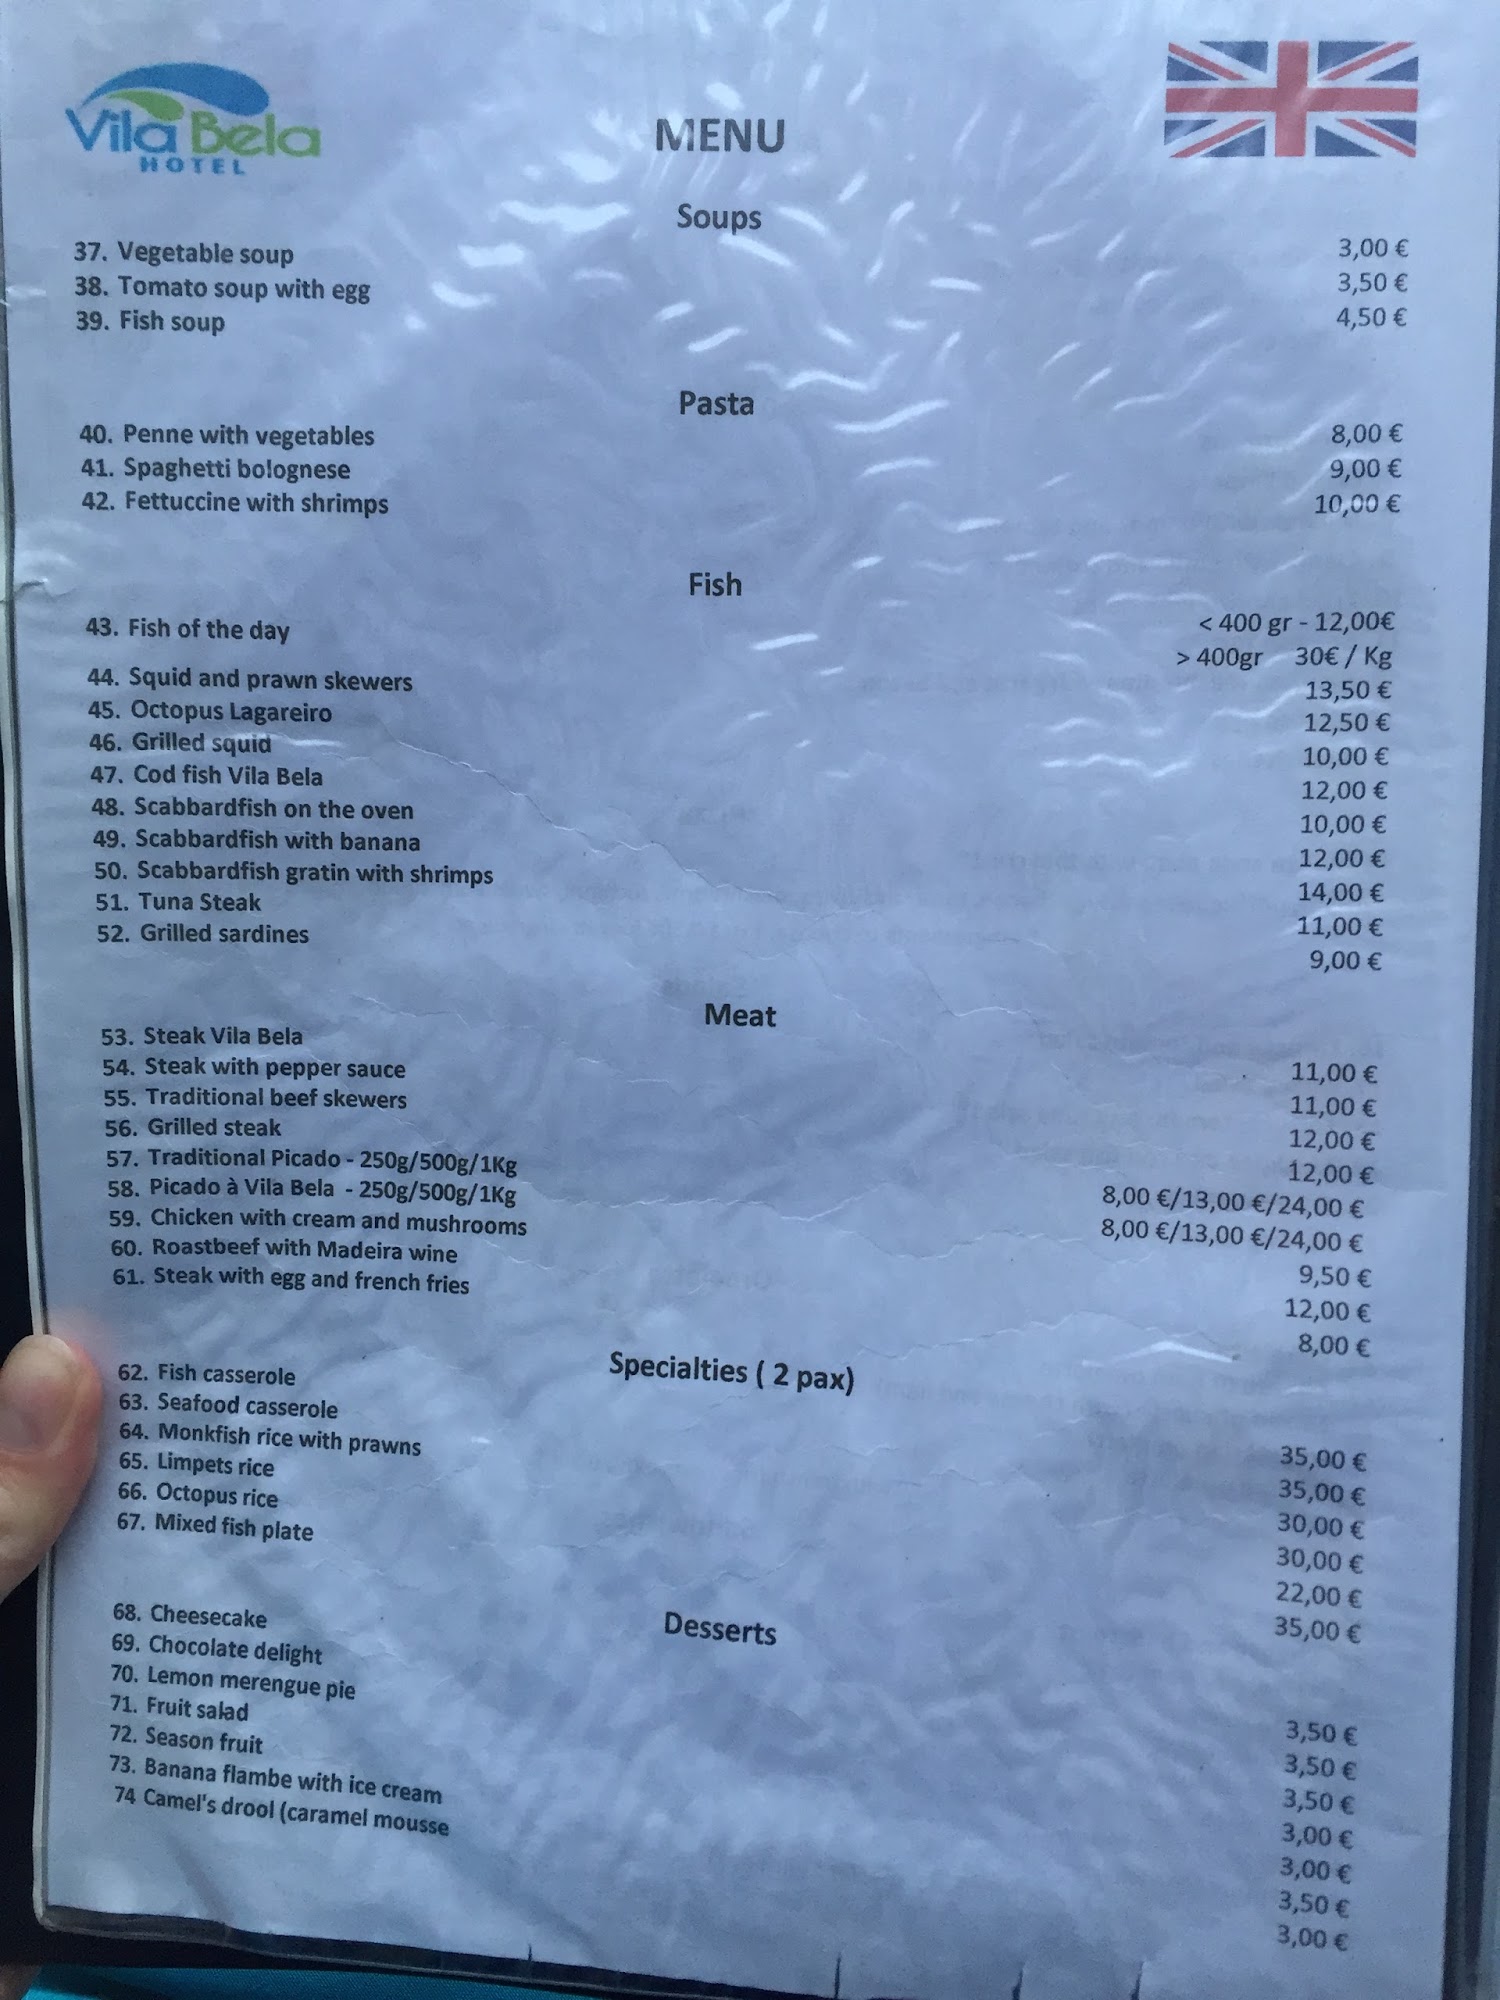 Vila Bela
HOTEL
MENU
Soups
37. Vegetable soup 3,00 €
38. Tomato soup with egg 3,50 €
39. Fish soup 4,50 €
Pasta
40. Penne with vegetables 8,00 €
41. Spaghetti bolognese 9,00 €
42. Fettuccine with shrimps 10,00 €
Fish
43. Fish of the day < 400 gr - 12,00€
> 400gr 30€ / Kg
44. Squid and prawn skewers 13,50 €
45. Octopus Lagareiro 12,50 €
46. Grilled squid 10,00 €
47. Cod fish Vila Bela 12,00 €
48. Scabbardfish on the oven 10,00 €
49. Scabbardfish with banana 12,00 €
50. Scabbardfish gratin with shrimps 14,00 €
51. Tuna Steak 11,00 €
52. Grilled sardines 9,00 €
Meat
53. Steak Vila Bela 11,00 €
54. Steak with pepper sauce 11,00 €
55. Traditional beef skewers 12,00 €
56. Grilled steak 12,00 €
57. Traditional Picado - 250g/500g/1Kg 8,00 €/13,00 €/24,00 €
58. Picado à Vila Bela - 250g/500g/1Kg 8,00 €/13,00 €/24,00 €
59. Chicken with cream and mushrooms 9,50 €
60. Roastbeef with Madeira wine 12,00 €
61. Steak with egg and french fries 8,00 €
Specialties ( 2 pax)
62. Fish casserole 35,00 €
63. Seafood casserole 35,00 €
64. Monkfish rice with prawns 30,00 €
65. Limpets rice 30,00 €
66. Octopus rice 22,00 €
67. Mixed fish plate 35,00 €
Desserts
68. Cheesecake 3,50 €
69. Chocolate delight 3,50 €
70. Lemon merengue pie 3,50 €
71. Fruit salad 3,00 €
72. Season fruit 3,00 €
73. Banana flambe with ice cream 3,50 €
74 Camel's drool (caramel mousse 3,00 €